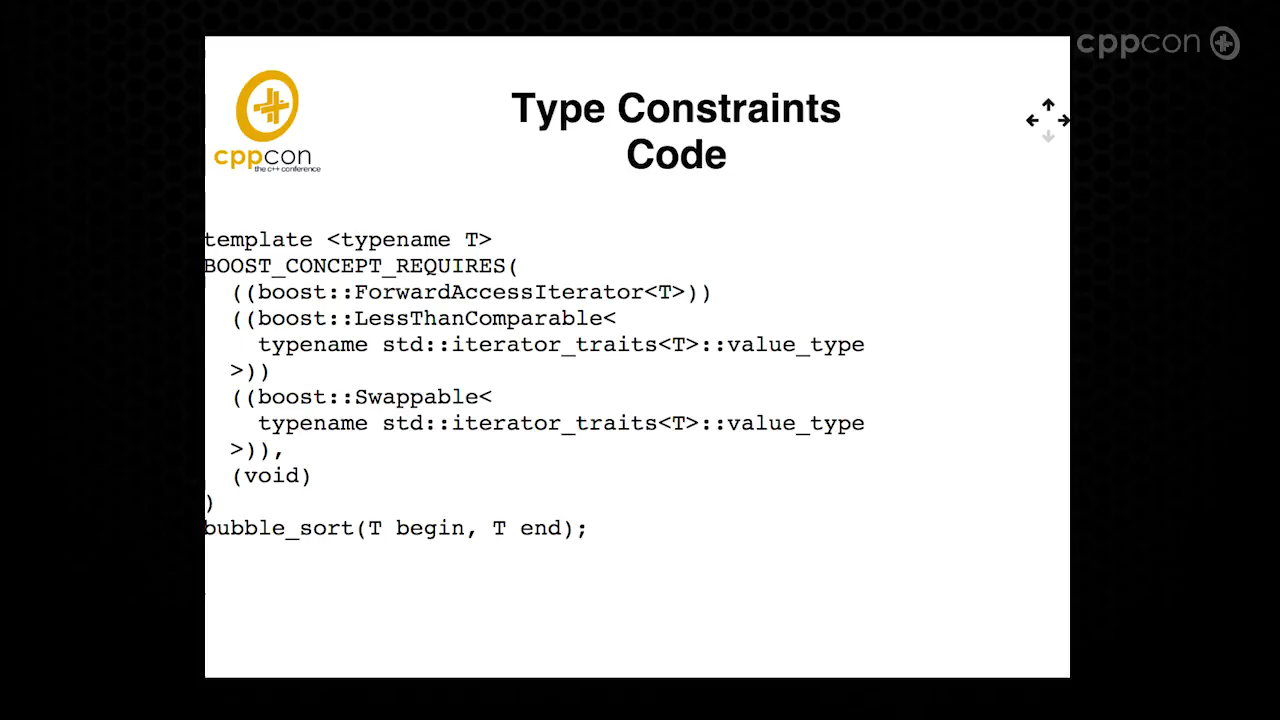 cppcon
cppcon
the c++ conference
Type Constraints
Code
template <typename T>
BOOST_CONCEPT_REQUIRES(
  ((boost::ForwardAccessIterator<T>))
  ((boost::LessThanComparable<
    typename std::iterator_traits<T>::value_type
  >))
  ((boost::Swappable<
    typename std::iterator_traits<T>::value_type
  >)),
  (void)
)
bubble_sort(T begin, T end);